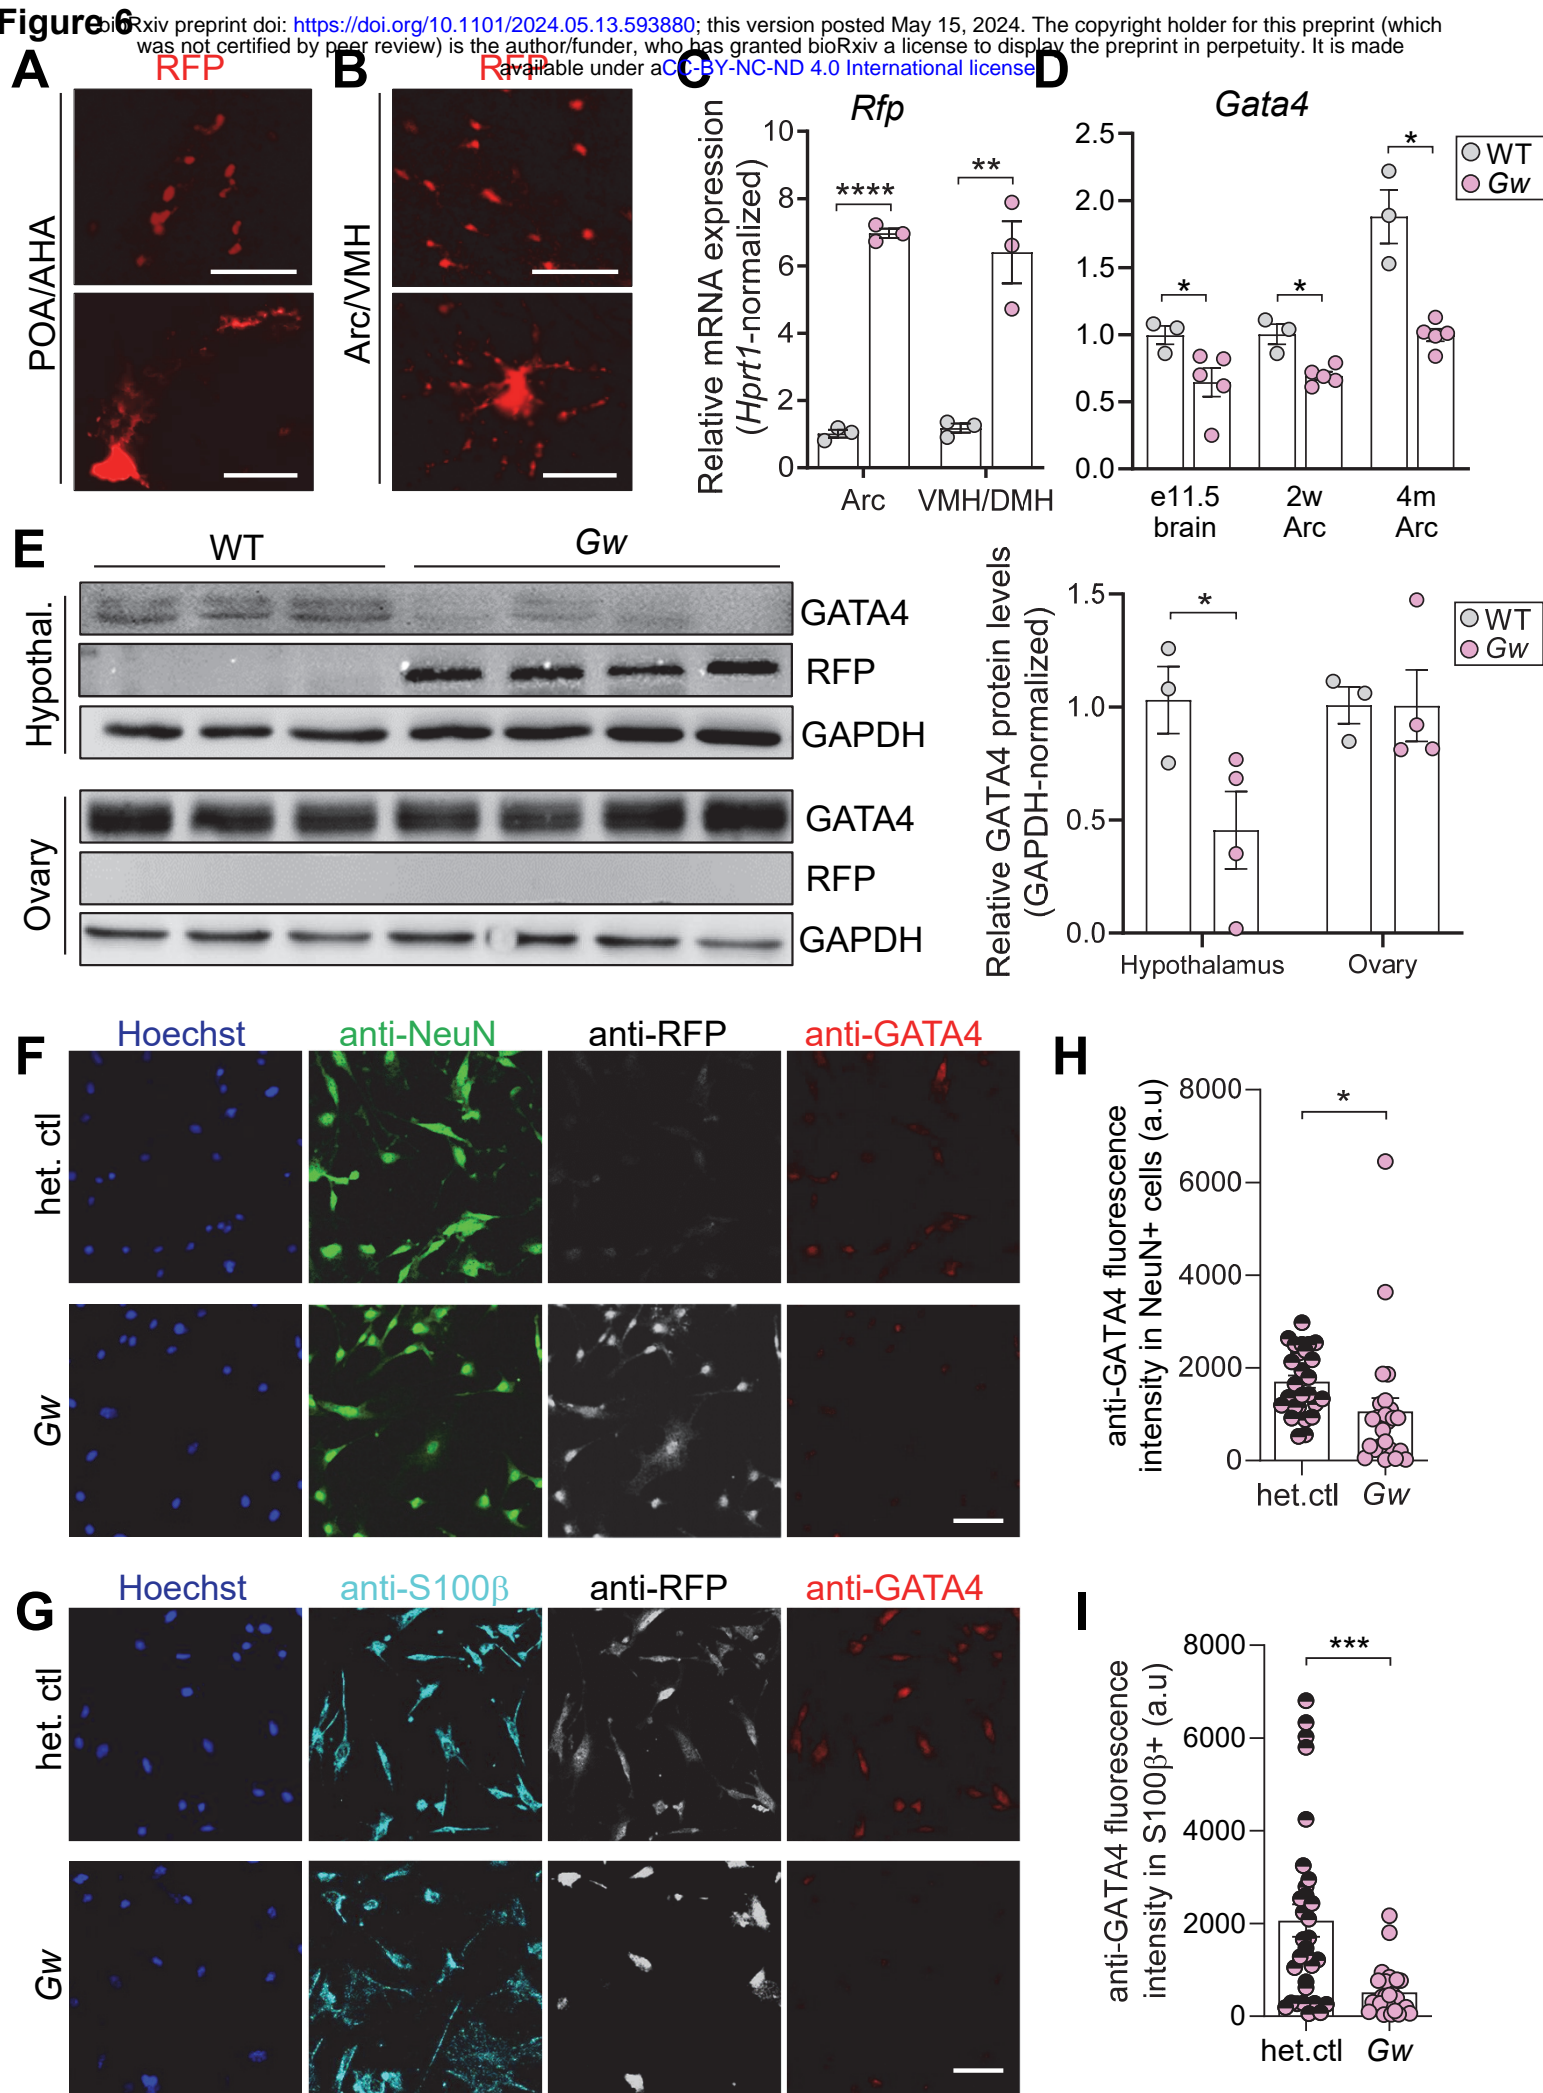 Figure 6
bioRxiv preprint doi: https://doi.org/10.1101/2024.05.13.593880; this version posted May 15, 2024. The copyright holder for this preprint (which
was not certified by peer review) is the author/funder, who has granted bioRxiv a license to display the preprint in perpetuity. It is made
available under aCC-BY-NC-ND 4.0 International license.
A
RFP
POA/AHA
B
RFP
Arc/VMH
C
Rfp
Relative mRNA expression
(Hprt1-normalized)
10
8
6
4
2
0
****
**
Arc
VMH/DMH
D
Gata4
2.5
2.0
1.5
1.0
0.5
0.0
*
*
*
WT
Gw
e11.5
brain
2w
Arc
4m
Arc
E
WT
Gw
Hypothal.
GATA4
RFP
GAPDH
Ovary
GATA4
RFP
GAPDH
Relative GATA4 protein levels
(GAPDH-normalized)
1.5
1.0
0.5
0.0
*
WT
Gw
Hypothalamus
Ovary
F
Hoechst
anti-NeuN
anti-RFP
anti-GATA4
het. ctl
Gw
H
anti-GATA4 fluorescence
intensity in NeuN+ cells (a.u)
8000
6000
4000
2000
0
*
het.ctl
Gw
G
Hoechst
anti-S100β
anti-RFP
anti-GATA4
het. ctl
Gw
I
anti-GATA4 fluorescence
intensity in S100β+ (a.u)
8000
6000
4000
2000
0
***
het.ctl
Gw